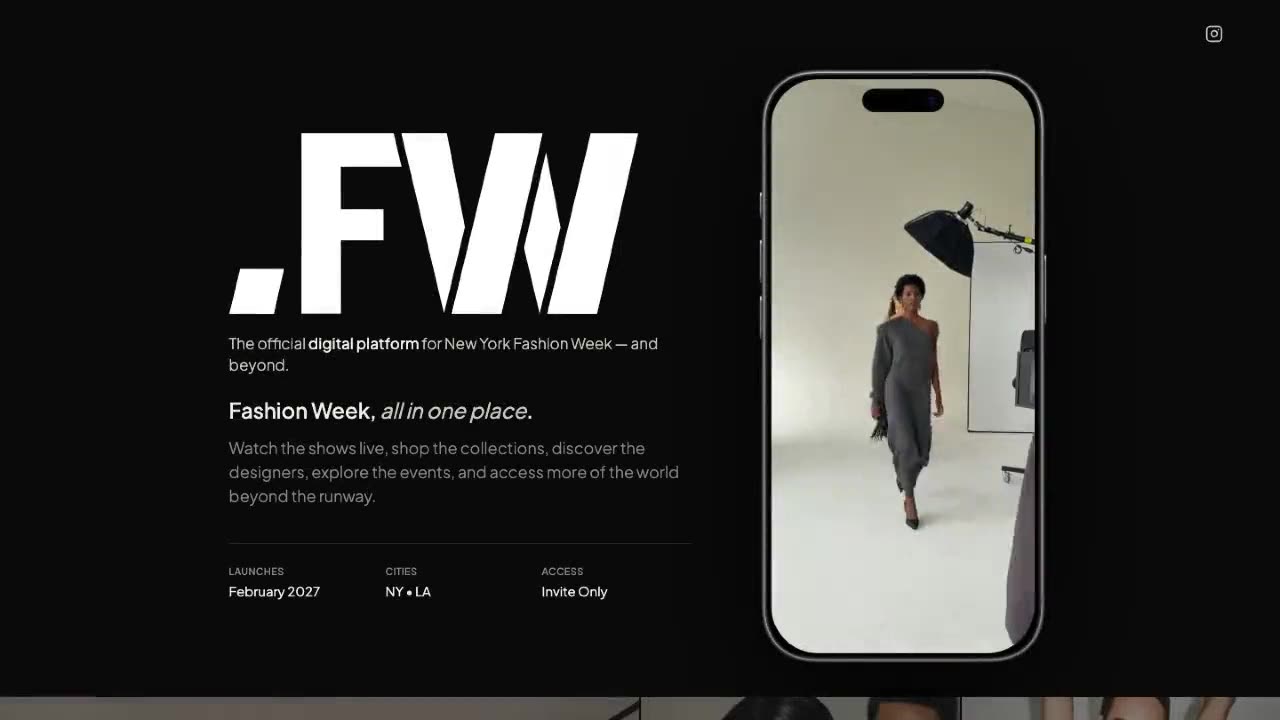 .FW
The official digital platform for New York Fashion Week — and
beyond.
Fashion Week, all in one place.
Watch the shows live, shop the collections, discover the
designers, explore the events, and access more of the world
beyond the runway.
LAUNCHES
February 2027
CITIES
NY • LA
ACCESS
Invite Only